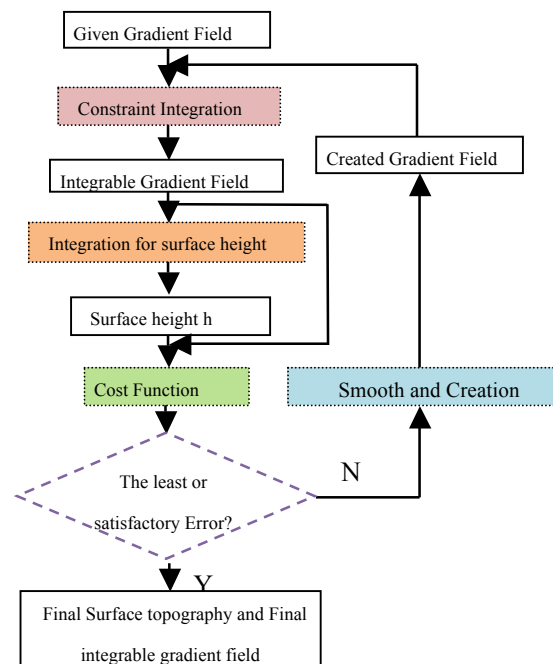 Given Gradient Field
Constraint Integration
Created Gradient Field
Integrable Gradient Field
Integration for surface height
Surface height h
Cost Function
Smooth and Creation
The least or
satisfactory Error?
N
Y
Final Surface topography and Final
integrable gradient field